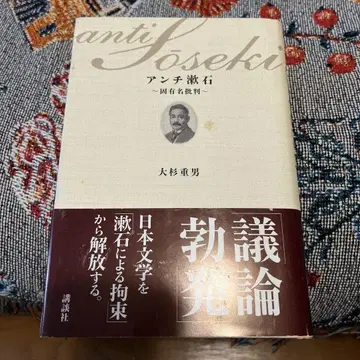 anti Sōseki
アンチ漱石
～固有名批判～
大杉重男
「議論
勃発」
日本文学を
「漱石による拘束」
から解放する。
講談社